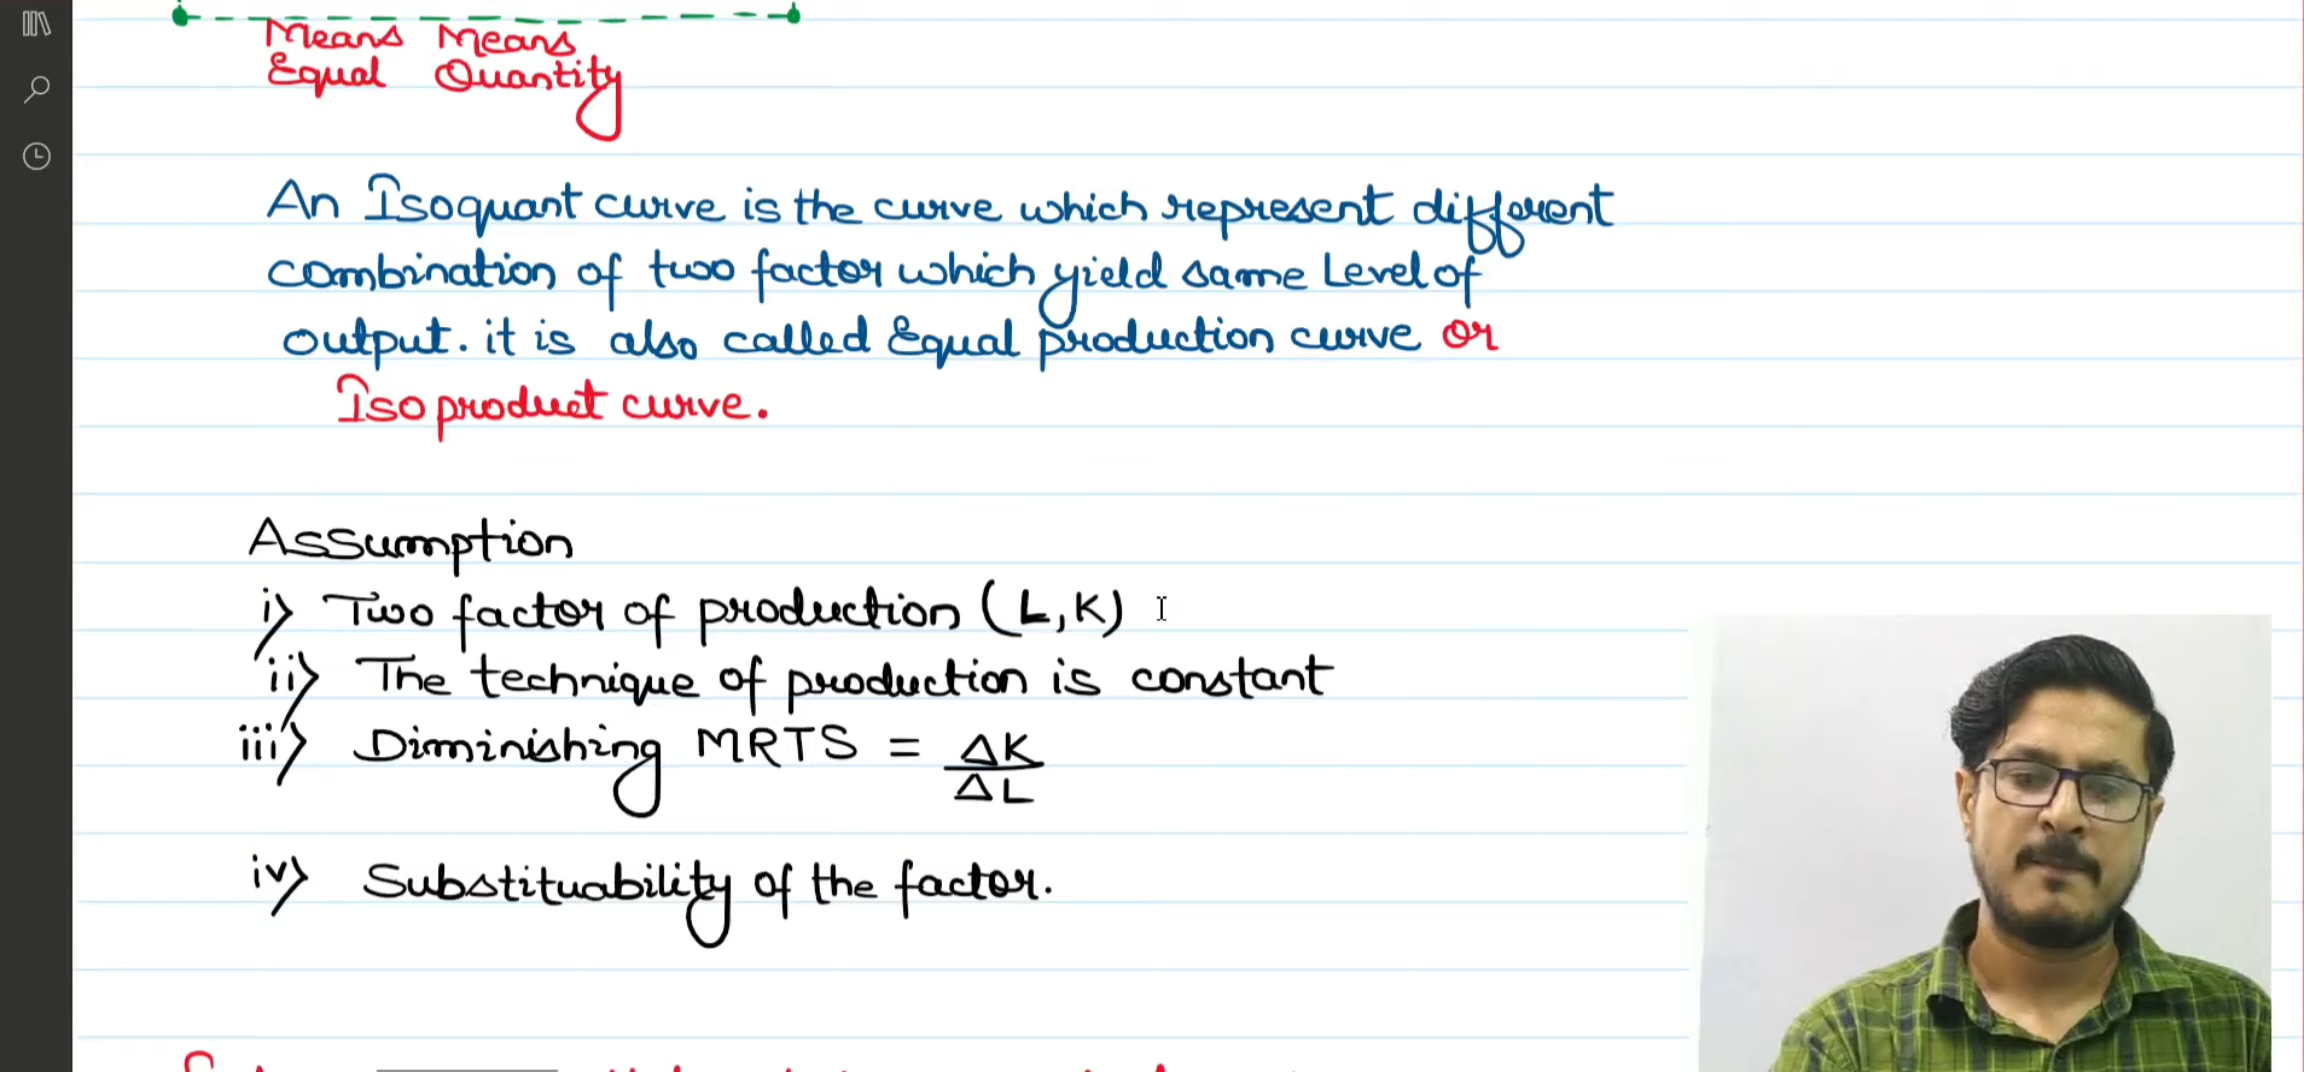 Means Means
Equal Quantity
An Isoquant curve is the curve which represent different
combination of two factor which yield same Level of
output. it is also called Equal production curve or
Iso product curve.
Assumption
i) Two factor of production (L,K)
ii) The technique of production is constant
iii) Diminishing MRTS = ΔK
ΔL
iv) Substituability of the factor.